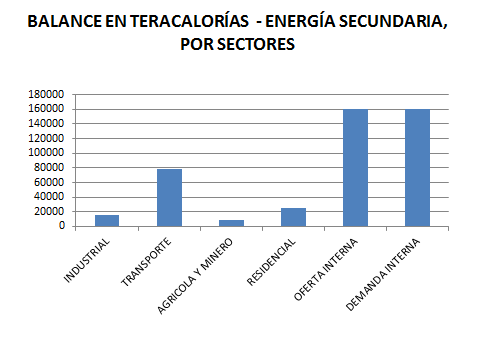 BALANCE EN TERACALORÍAS - ENERGÍA SECUNDARIA,
POR SECTORES
180000
160000
140000
120000
100000
80000
60000
40000
20000
0
INDUSTRIAL
TRANSPORTE
AGRICOLA Y MINERO
RESIDENCIAL
OFERTA INTERNA
DEMANDA INTERNA